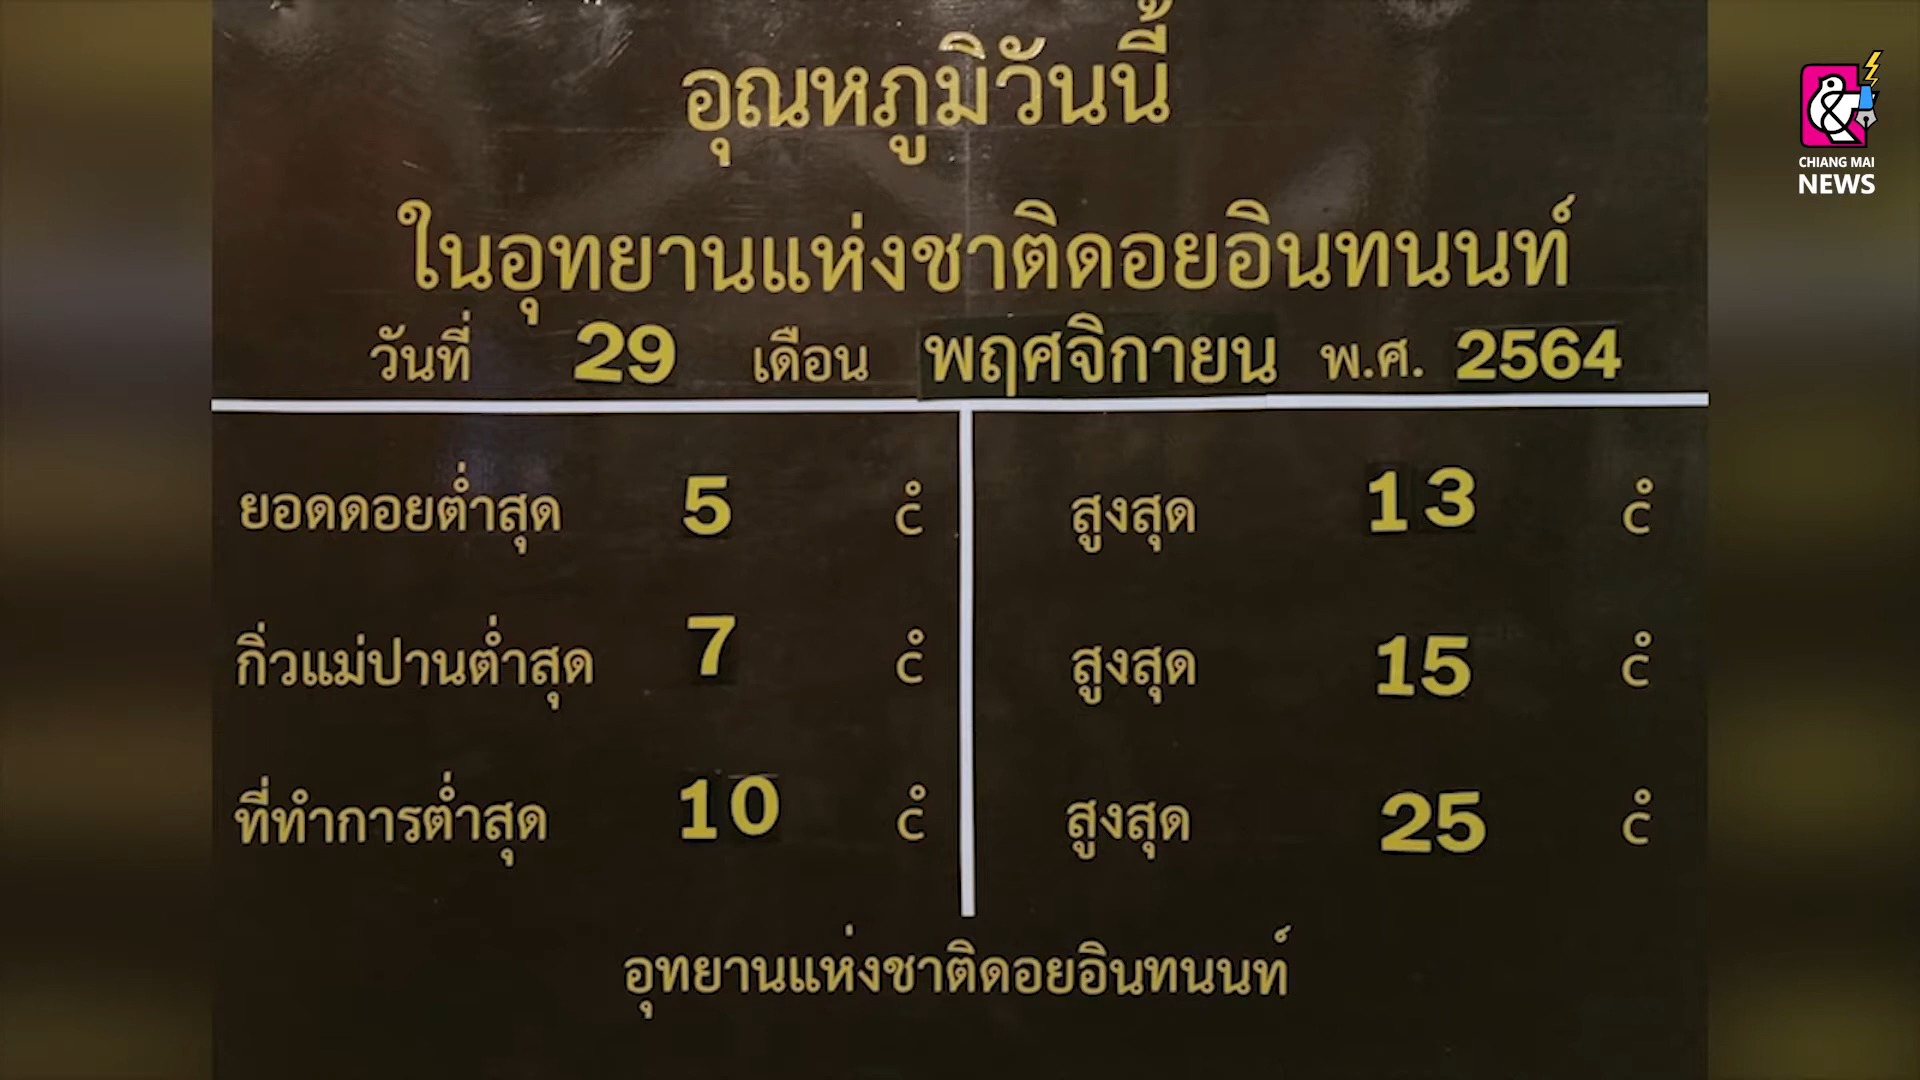 อุณหภูมิวันนี้
ในอุทยานแห่งชาติดอยอินทนนท์
วันที่ 29 เดือน พฤศจิกายน พ.ศ. 2564
ยอดดอยต่ำสุด 5 c° สูงสุด 13 c°
กิ่วแม่ปานต่ำสุด 7 c° สูงสุด 15 c°
ที่ทำการต่ำสุด 10 c° สูงสุด 25 c°
อุทยานแห่งชาติดอยอินทนนท์
CHIANG MAI
NEWS